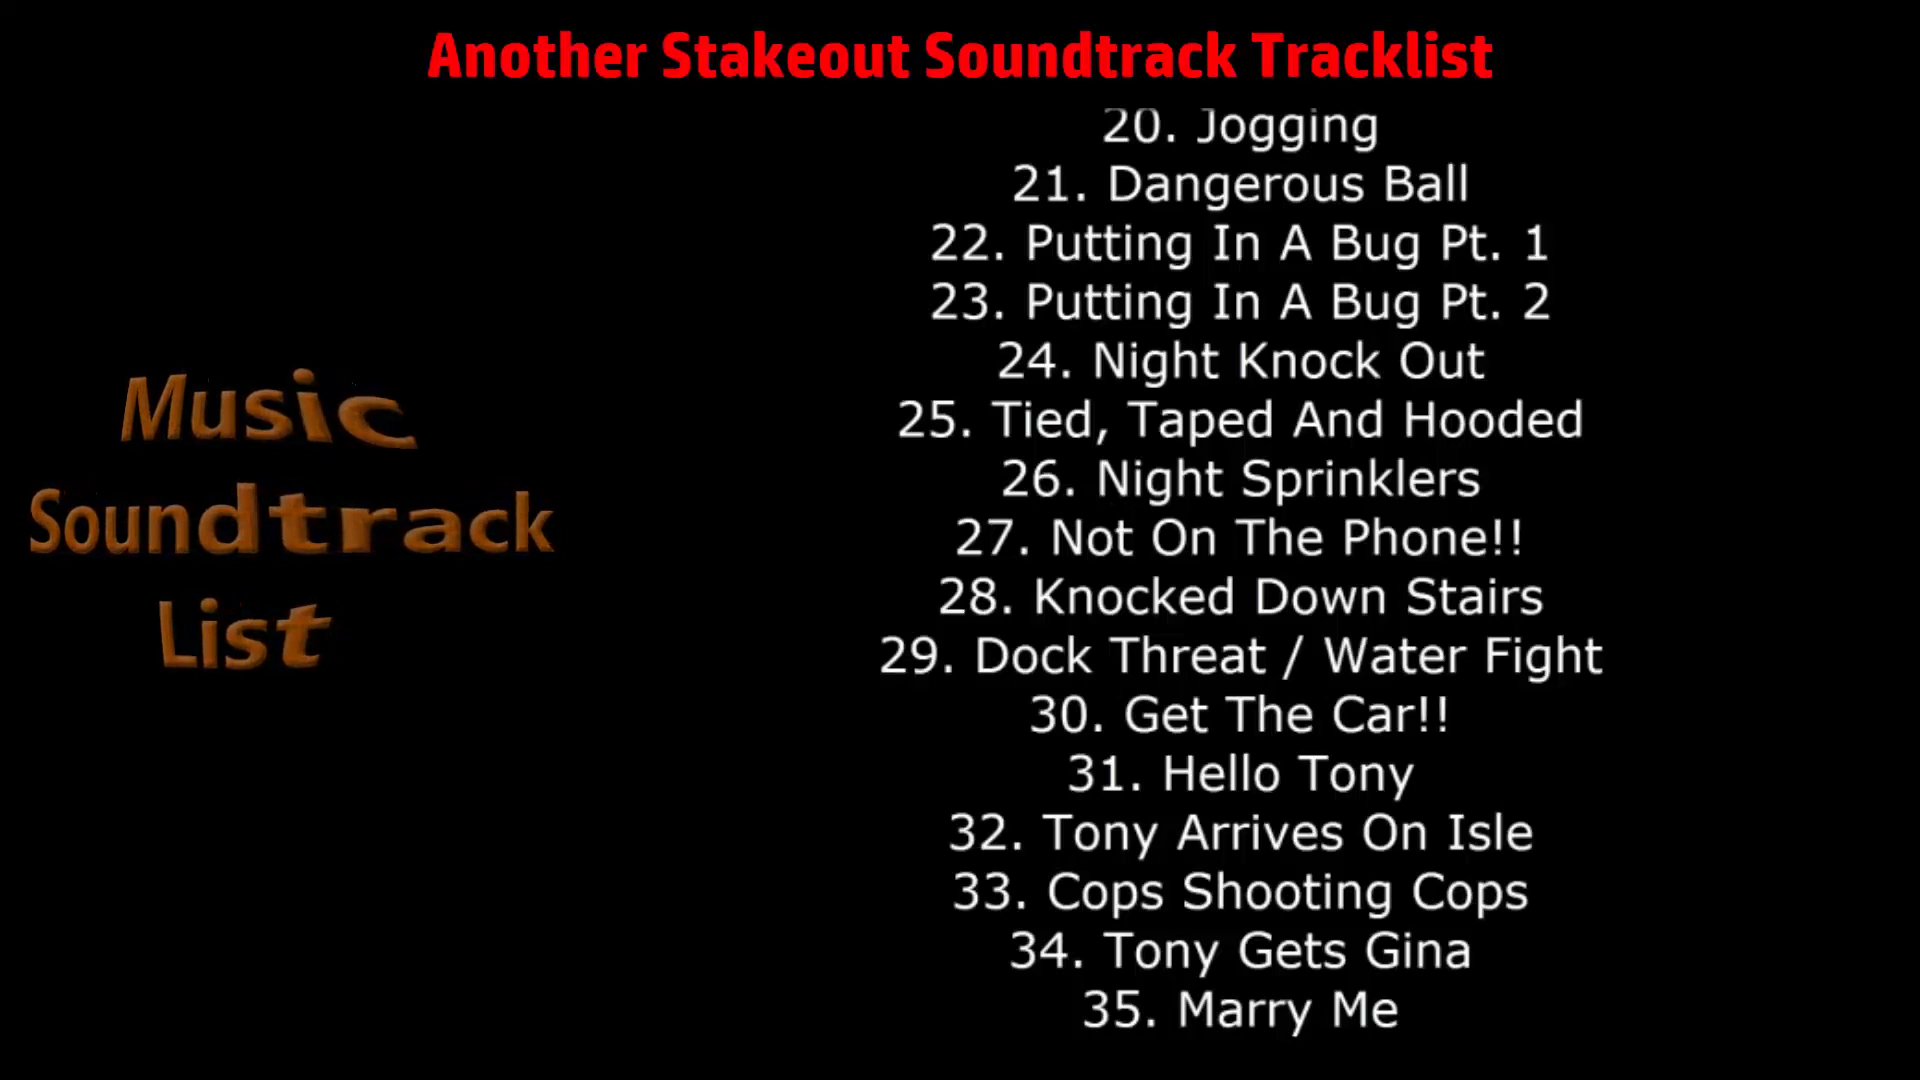 Another Stakeout Soundtrack Tracklist
20. Jogging
21. Dangerous Ball
22. Putting In A Bug Pt. 1
23. Putting In A Bug Pt. 2
24. Night Knock Out
25. Tied, Taped And Hooded
26. Night Sprinklers
27. Not On The Phone!!
28. Knocked Down Stairs
29. Dock Threat / Water Fight
30. Get The Car!!
31. Hello Tony
32. Tony Arrives On Isle
33. Cops Shooting Cops
34. Tony Gets Gina
35. Marry Me
Music
Soundtrack
List